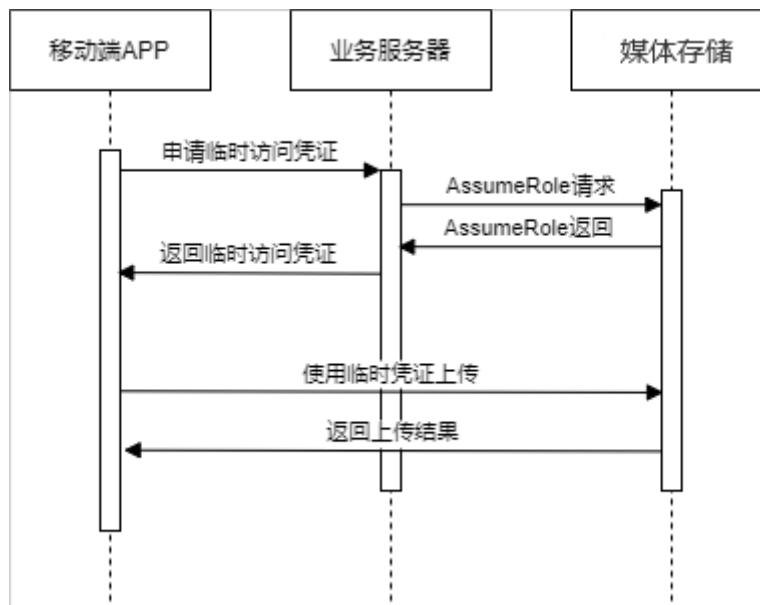 移动端APP
业务服务器
媒体存储
申请临时访问凭证
AssumeRole请求
AssumeRole返回
返回临时访问凭证
使用临时凭证上传
返回上传结果